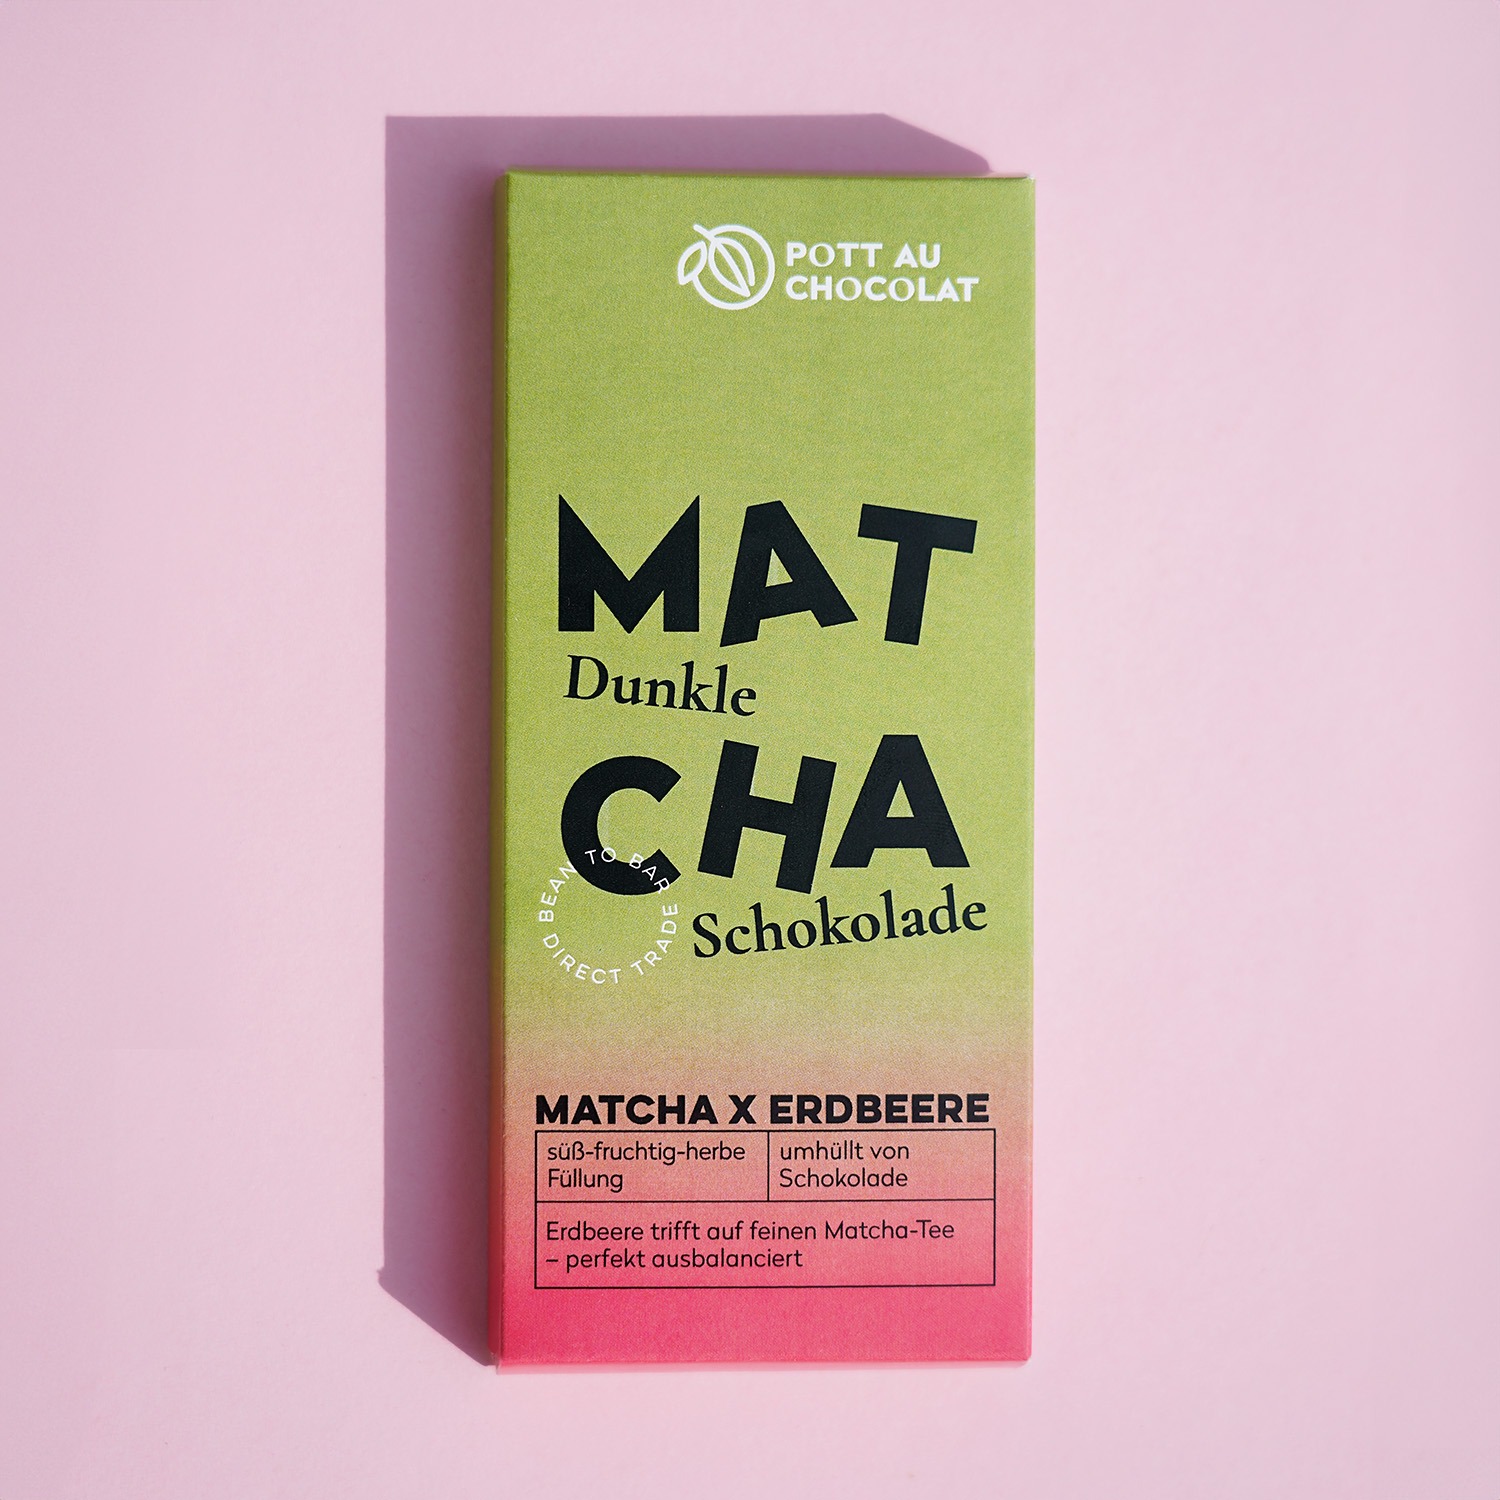 POTT AU
CHOCOLAT
MAT
Dunkle
CHA
Schokolade
BEAN TO BAR
DIRECT TRADE
MATCHA X ERDBEERE
süß-fruchtig-herbe
Füllung
umhüllt von
Schokolade
Erdbeere trifft auf feinen Matcha-Tee
– perfekt ausbalanciert